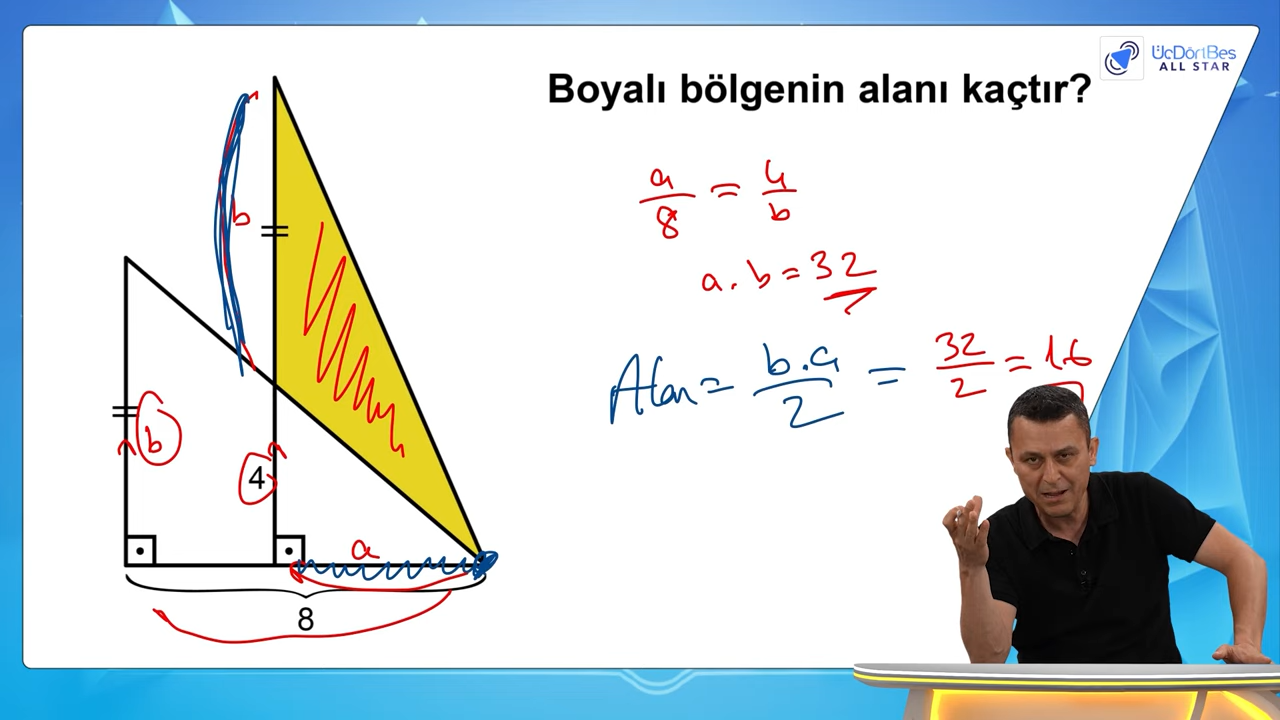 ÜçDörtBeş
ALL STAR
Boyalı bölgenin alanı kaçtır?
a/8 = 4/b
a.b=32
Alan= b.a/2 = 32/2 = 16
b
b
4
a
8